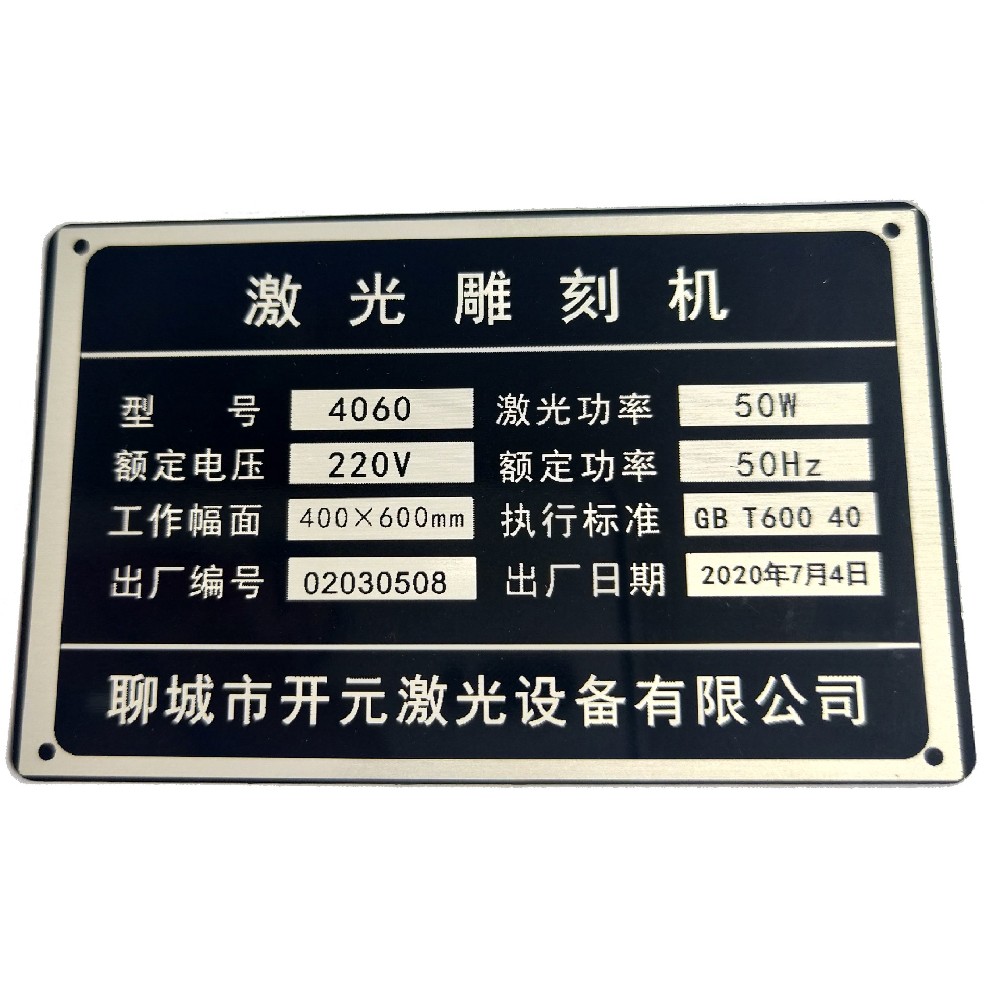 激光雕刻机
型号 4060 激光功率 50W
额定电压 220V 额定功率 50Hz
工作幅面 400×600mm 执行标准 GB T600 40
出厂编号 02030508 出厂日期 2020年7月4日
聊城市开元激光设备有限公司